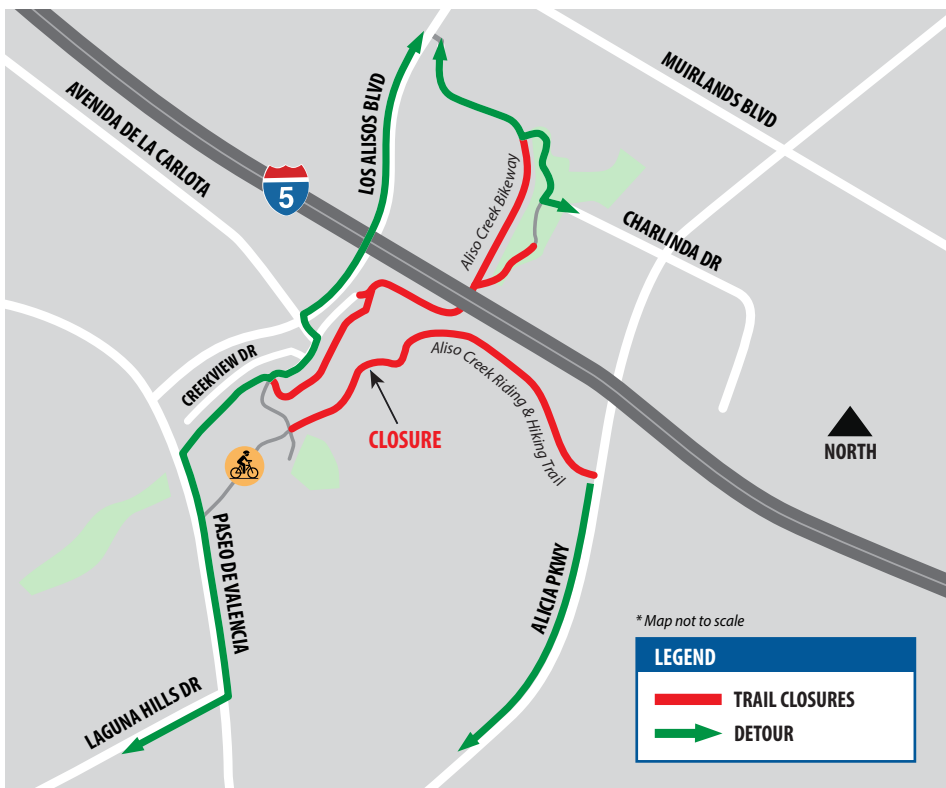 MUIRLANDS BLVD
AVENIDA DE LA CARLOTA
LOS ALISOS BLVD
5
Aliso Creek Bikeway
CHARLINDA DR
CREEKVIEW DR
Aliso Creek Riding & Hiking Trail
CLOSURE
NORTH
PASEO DE VALENCIA
ALICIA PKWY
LAGUNA HILLS DR
* Map not to scale
LEGEND
TRAIL CLOSURES
DETOUR